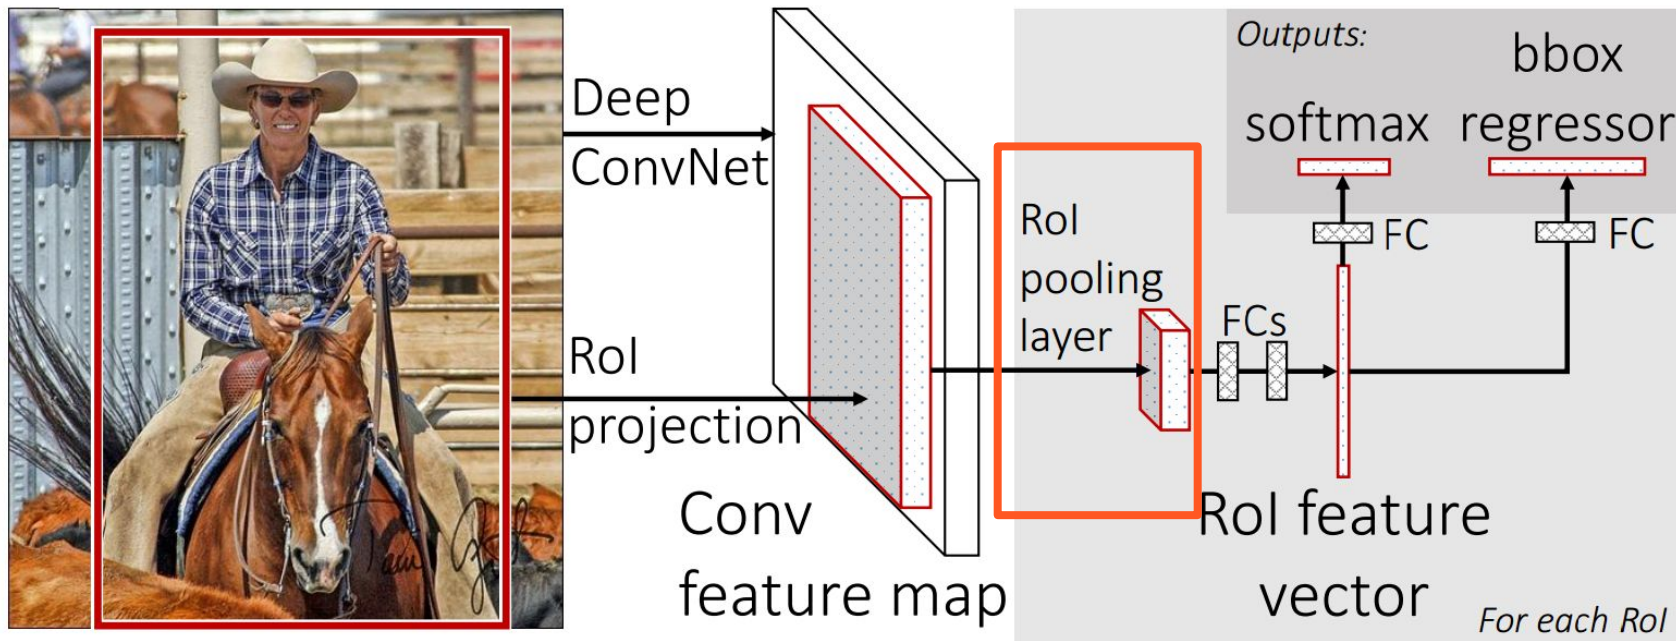 Deep
ConvNet
RoI
projection
Conv
feature map
RoI
pooling
layer
FCs
RoI feature
vector
Outputs:
softmax
bbox
regressor
FC
FC
For each RoI